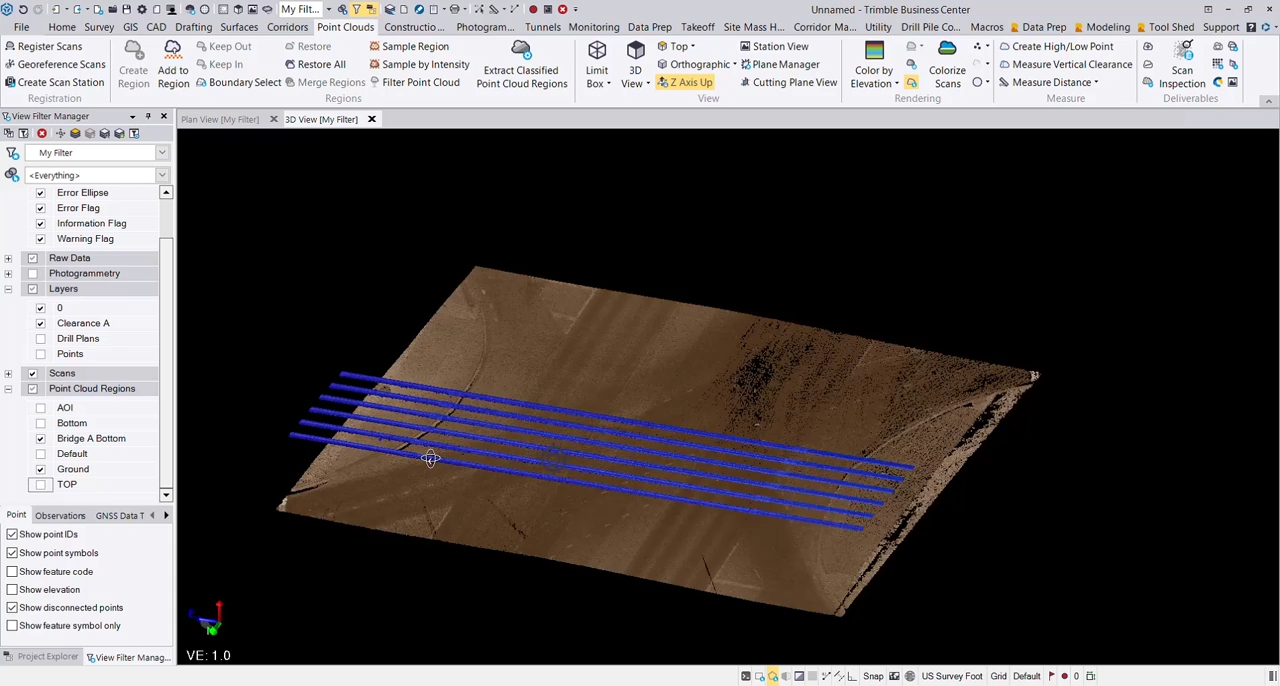 My Filt...
Unnamed - Trimble Business Center
File Home Survey GIS CAD Drafting Surfaces Corridors Point Clouds Constructio... Photogram... Tunnels Monitoring Data Prep Takeoff Site Mass H... Corridor Ma... Utility Drill Pile Co... Macros Data Prep Modeling Tool Shed Support
Register Scans
Georeference Scans
Create Scan Station
Registration
Create Region
Add to Region
Keep Out
Keep In
Boundary Select
Restore
Restore All
Merge Regions
Sample Region
Sample by Intensity
Filter Point Cloud
Extract Classified Point Cloud Regions
Regions
Limit Box
3D View
Top
Orthographic
Z Axis Up
Station View
Plane Manager
Cutting Plane View
View
Color by Elevation
Colorize Scans
Rendering
Create High/Low Point
Measure Vertical Clearance
Measure Distance
Measure
Scan Inspection
Deliverables
View Filter Manager
Plan View [My Filter]
3D View [My Filter]
My Filter
<Everything>
Error Ellipse
Error Flag
Information Flag
Warning Flag
Raw Data
Photogrammetry
Layers
0
Clearance A
Drill Plans
Points
Scans
Point Cloud Regions
AOI
Bottom
Bridge A Bottom
Default
Ground
TOP
Point Observations GNSS Data T
Show point IDs
Show point symbols
Show feature code
Show elevation
Show disconnected points
Show feature symbol only
Project Explorer
View Filter Manag...
VE: 1.0
Snap
US Survey Foot
Grid
Default
0